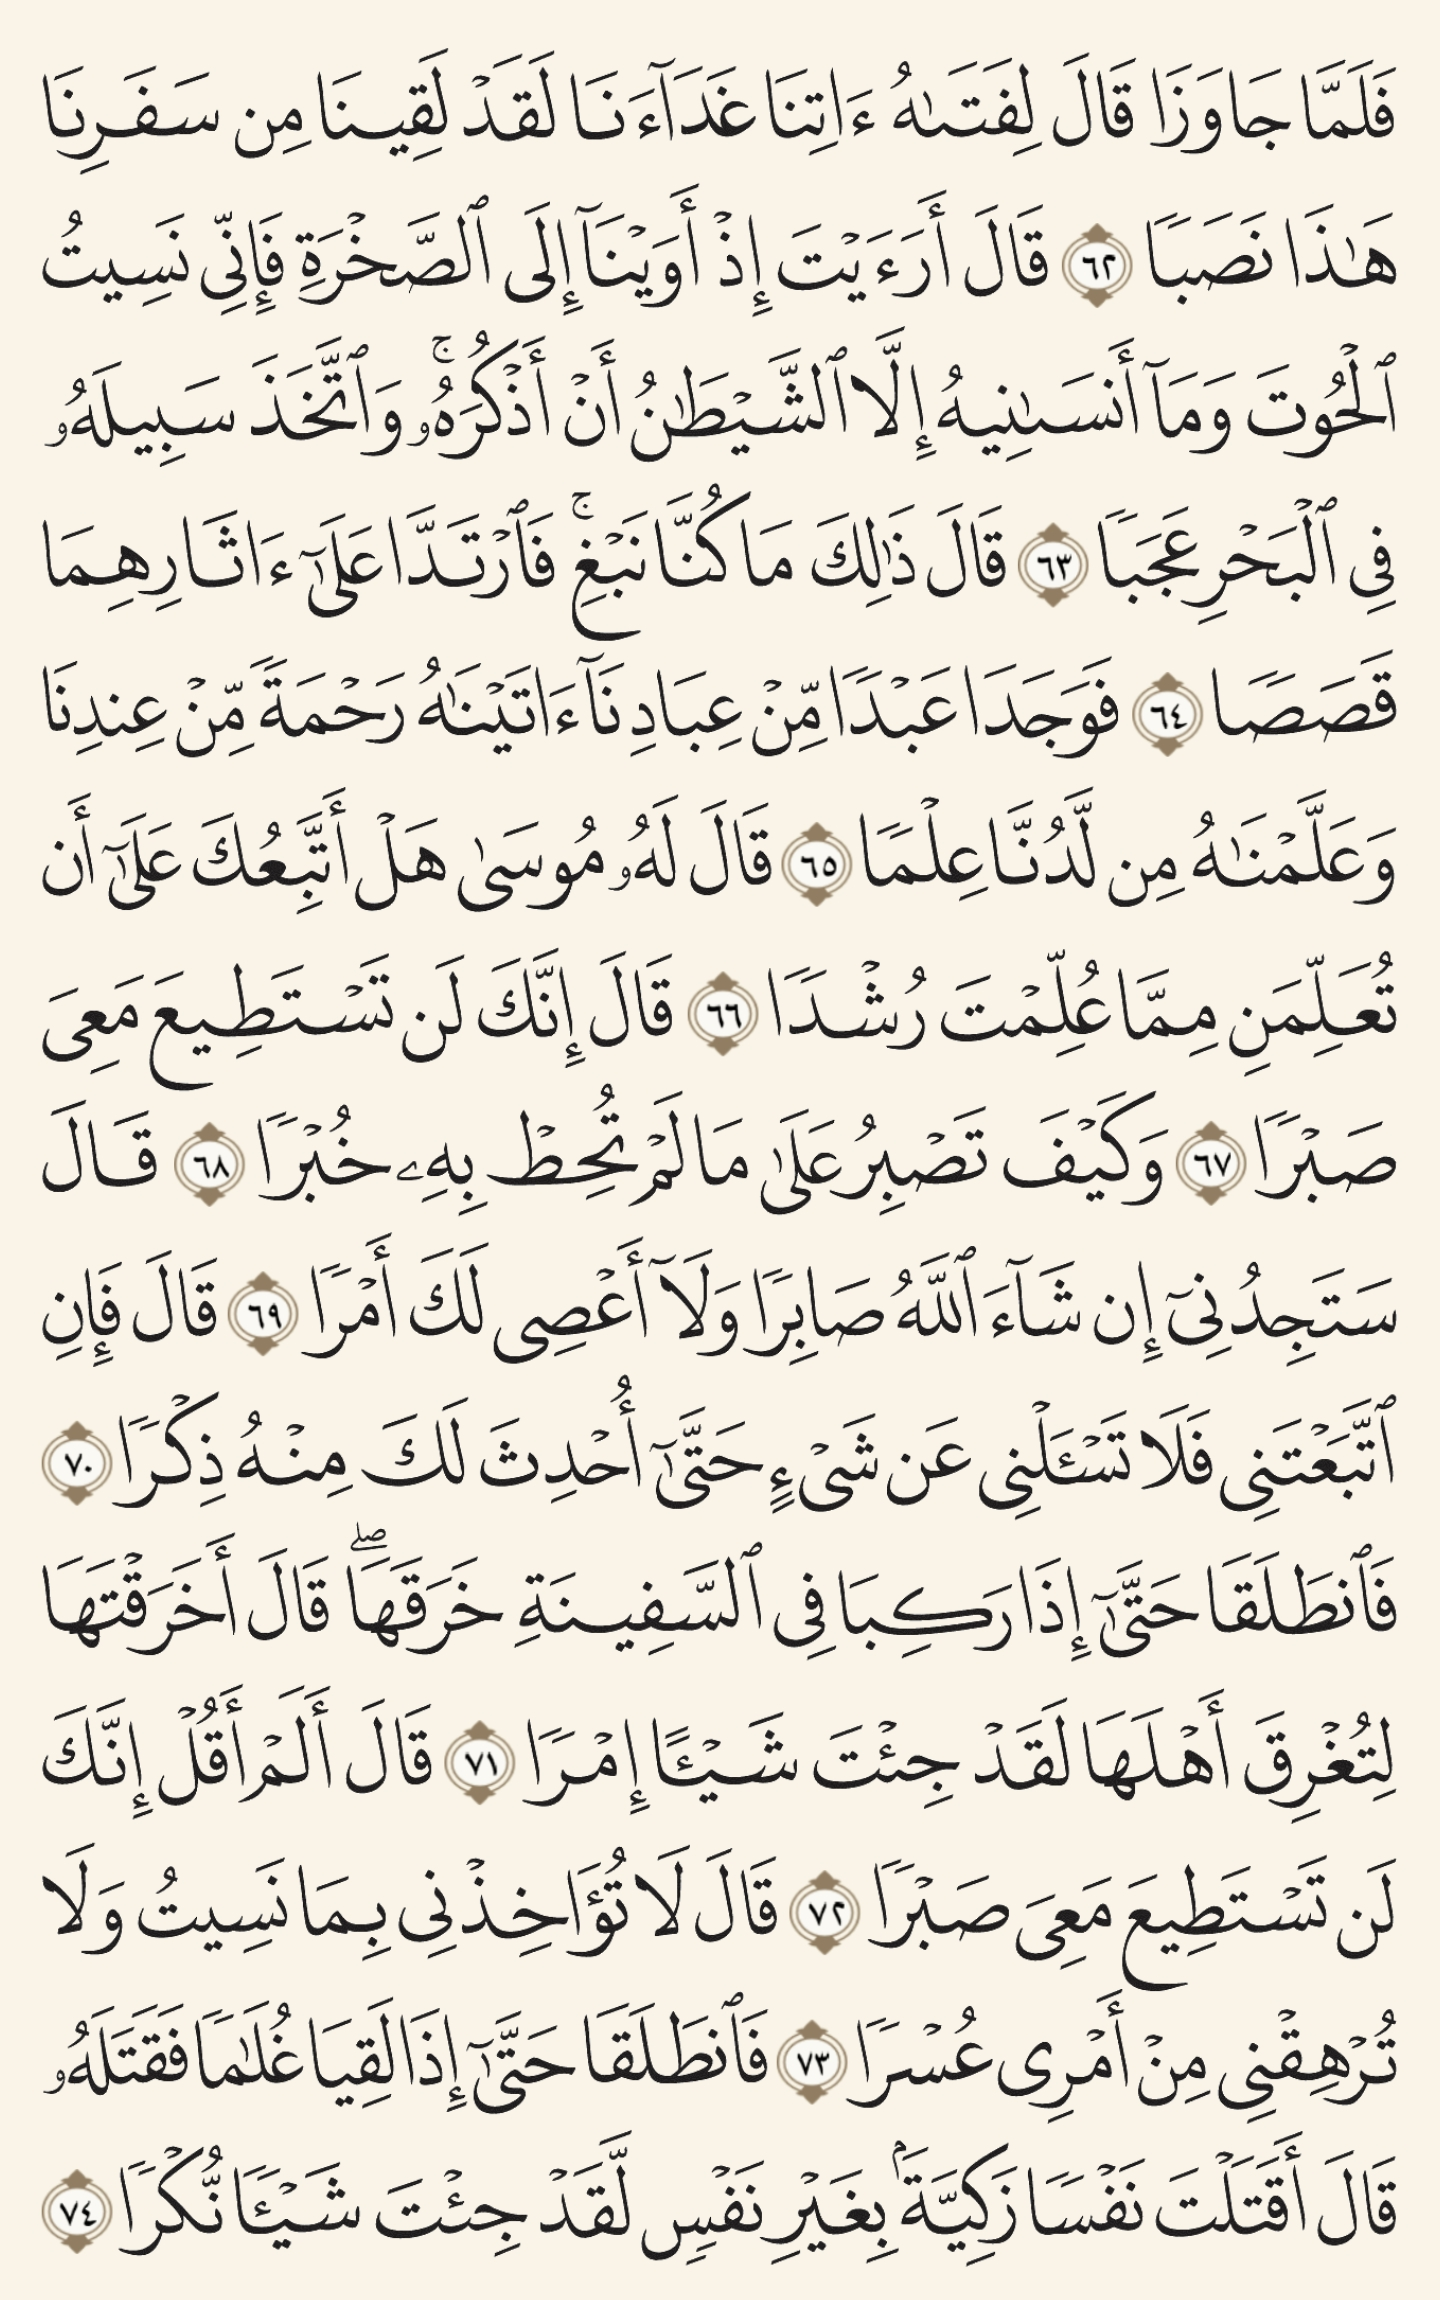 فَلَمَّا جَاوَزَا قَالَ لِفَتَىٰهُ ءَاتِنَا غَدَآءَنَا لَقَدْ لَقِينَا مِن سَفَرِنَا
هَٰذَا نَصَبًا ٦٢ قَالَ أَرَءَيْتَ إِذْ أَوَيْنَآ إِلَى ٱلصَّخْرَةِ فَإِنِّى نَسِيتُ
ٱلْحُوتَ وَمَآ أَنسَىٰنِيهُ إِلَّا ٱلشَّيْطَٰنُ أَنْ أَذْكُرَهُۥ ۚ وَٱتَّخَذَ سَبِيلَهُۥ
فِى ٱلْبَحْرِ عَجَبًا ٦٣ قَالَ ذَٰلِكَ مَا كُنَّا نَبْغِ ۚ فَٱرْتَدَّا عَلَىٰٓ ءَاثَارِهِمَا
قَصَصًا ٦٤ فَوَجَدَا عَبْدًا مِّنْ عِبَادِنَآ ءَاتَيْنَٰهُ رَحْمَةً مِّنْ عِندِنَا
وَعَلَّمْنَٰهُ مِن لَّدُنَّا عِلْمًا ٦٥ قَالَ لَهُۥ مُوسَىٰ هَلْ أَتَّبِعُكَ عَلَىٰٓ أَن
تُعَلِّمَنِ مِمَّا عُلِّمْتَ رُشْدًا ٦٦ قَالَ إِنَّكَ لَن تَسْتَطِيعَ مَعِىَ
صَبْرًا ٦٧ وَكَيْفَ تَصْبِرُ عَلَىٰ مَا لَمْ تُحِطْ بِهِۦ خُبْرًا ٦٨ قَالَ
سَتَجِدُنِىٓ إِن شَآءَ ٱللَّهُ صَابِرًا وَلَآ أَعْصِى لَكَ أَمْرًا ٦٩ قَالَ فَإِنِ
ٱتَّبَعْتَنِى فَلَا تَسْـَٔلْنِى عَن شَىْءٍ حَتَّىٰٓ أُحْدِثَ لَكَ مِنْهُ ذِكْرًا ٧٠
فَٱنطَلَقَا حَتَّىٰٓ إِذَا رَكِبَا فِى ٱلسَّفِينَةِ خَرَقَهَا ۖ قَالَ أَخَرَقْتَهَا
لِتُغْرِقَ أَهْلَهَا لَقَدْ جِئْتَ شَيْـًٔا إِمْرًا ٧١ قَالَ أَلَمْ أَقُلْ إِنَّكَ
لَن تَسْتَطِيعَ مَعِىَ صَبْرًا ٧٢ قَالَ لَا تُؤَاخِذْنِى بِمَا نَسِيتُ وَلَا
تُرْهِقْنِى مِنْ أَمْرِى عُسْرًا ٧٣ فَٱنطَلَقَا حَتَّىٰٓ إِذَا لَقِيَا غُلَٰمًا فَقَتَلَهُۥ
قَالَ أَقَتَلْتَ نَفْسًا زَكِيَّةًۢ بِغَيْرِ نَفْسٍ لَّقَدْ جِئْتَ شَيْـًٔا نُّكْرًا ٧٤